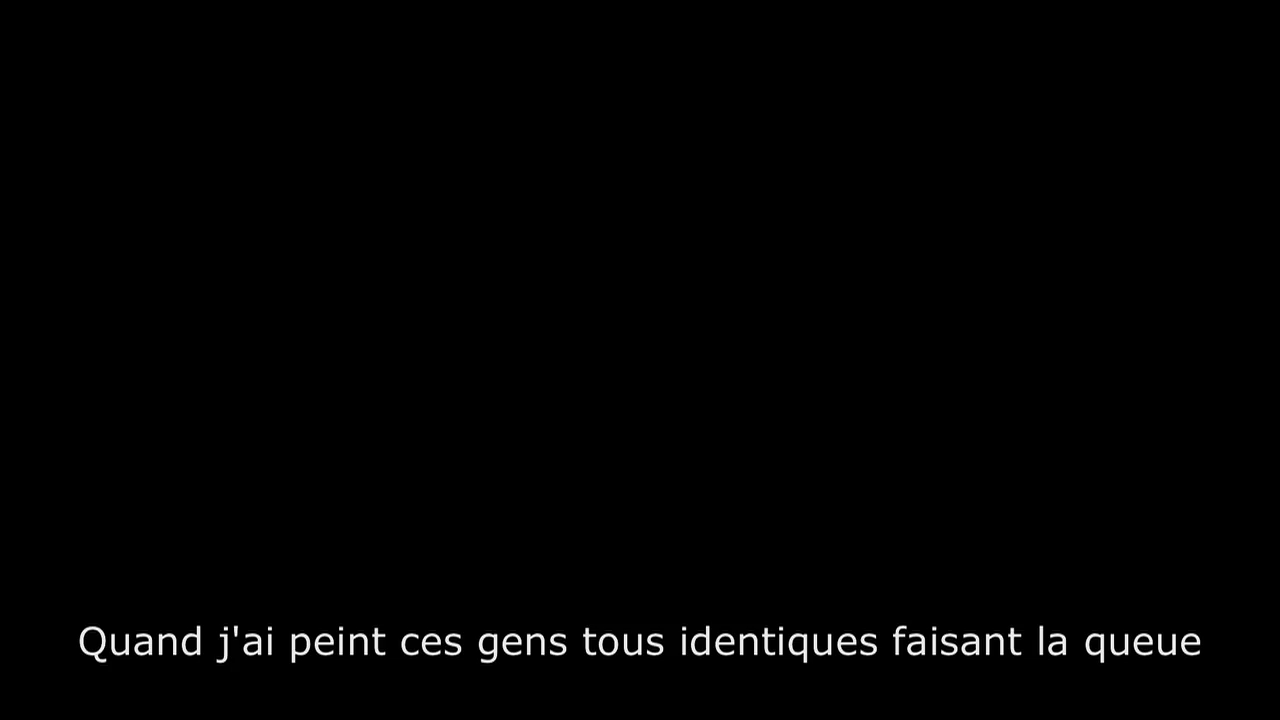 Quand j'ai peint ces gens tous identiques faisant la queue